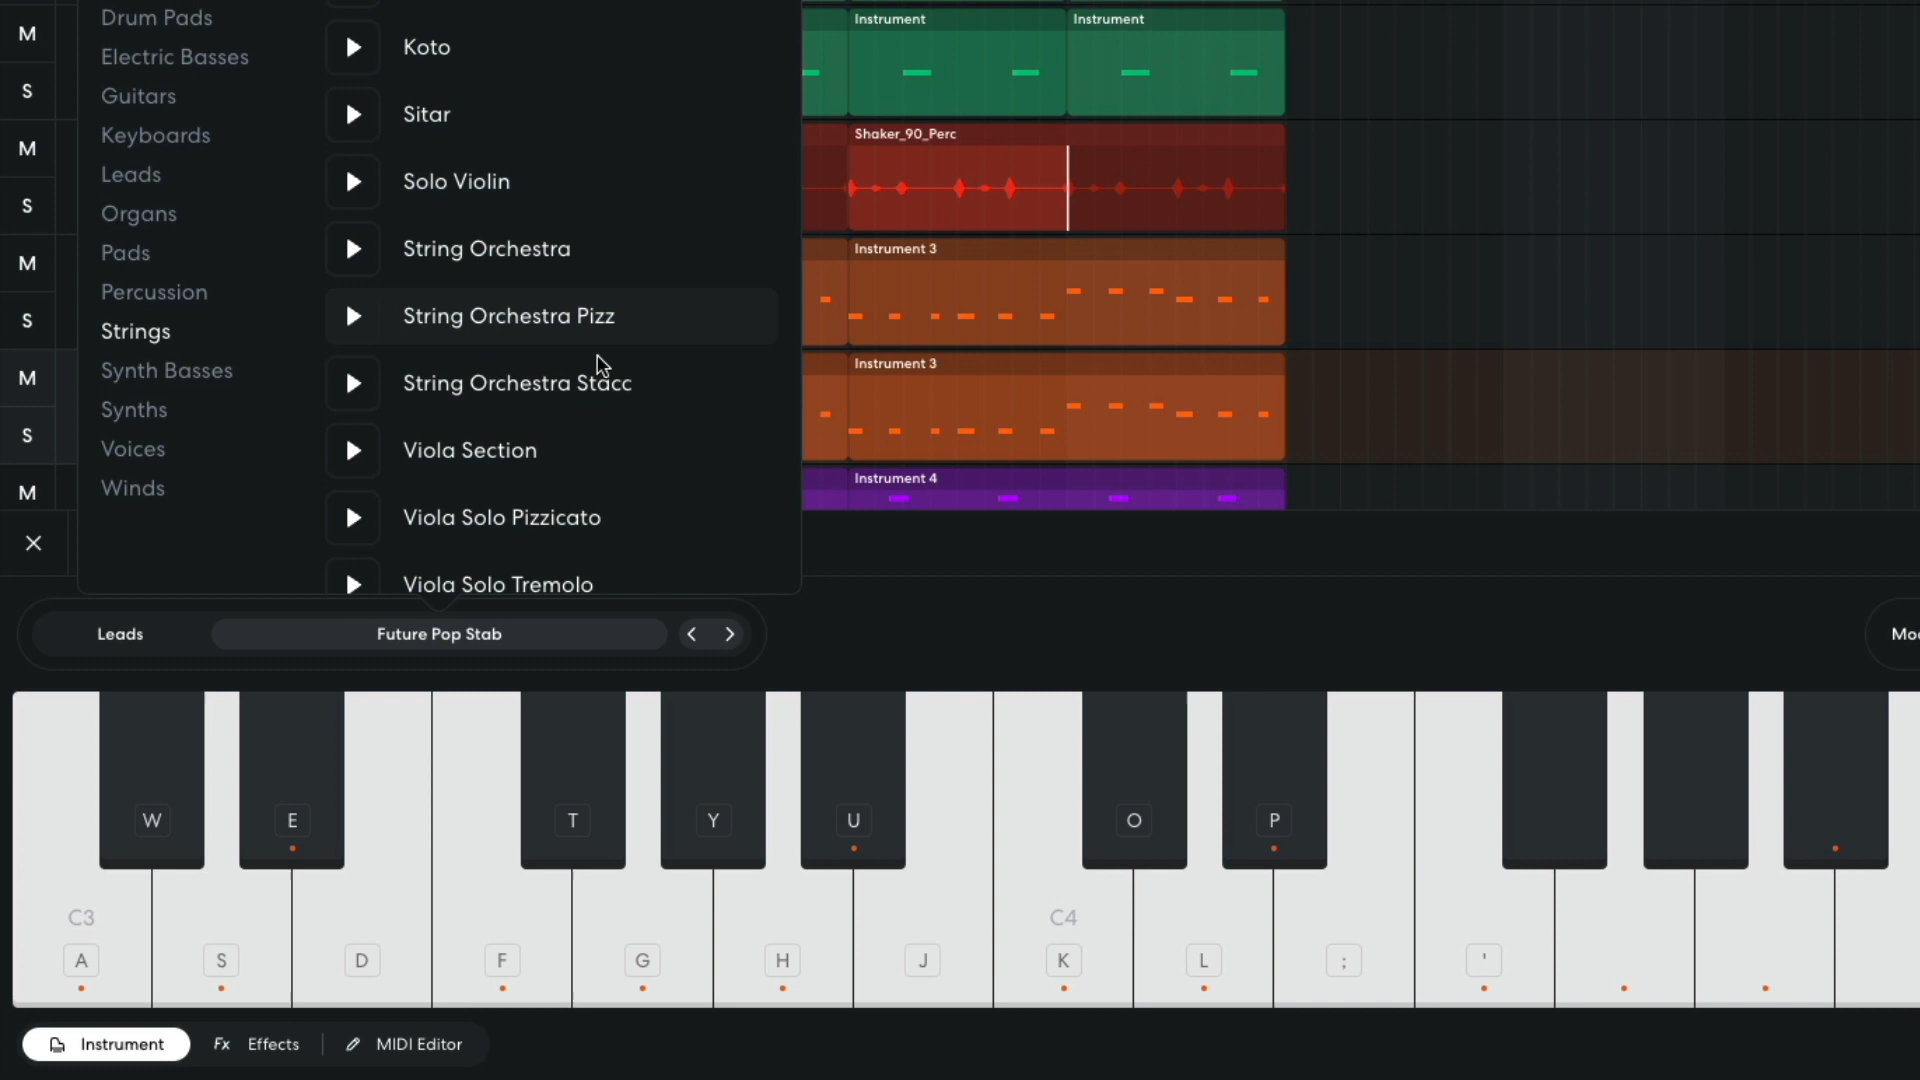 M
S
M
S
M
S
M
S
M
Drum Pads
Electric Basses
Guitars
Keyboards
Leads
Organs
Pads
Percussion
Strings
Synth Basses
Synths
Voices
Winds
Koto
Sitar
Solo Violin
String Orchestra
String Orchestra Pizz
String Orchestra Stacc
Viola Section
Viola Solo Pizzicato
Viola Solo Tremolo
Instrument
Instrument
Shaker_90_Perc
Instrument 3
Instrument 3
Instrument 4
Leads
Future Pop Stab
Moo
W E T Y U O P
C3 C4
A S D F G H J K L ; '
Instrument
Fx Effects
MIDI Editor